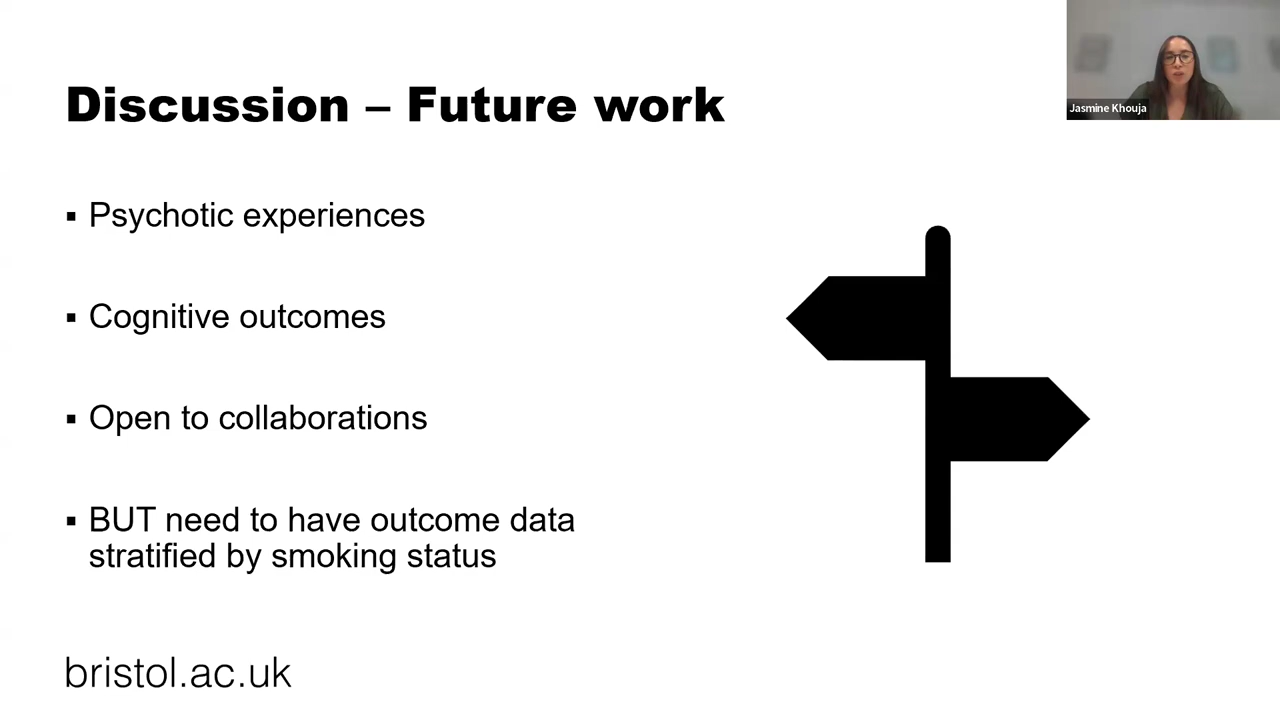 Discussion – Future work
Jasmine Khouja
▪ Psychotic experiences
▪ Cognitive outcomes
▪ Open to collaborations
▪ BUT need to have outcome data
stratified by smoking status
bristol.ac.uk